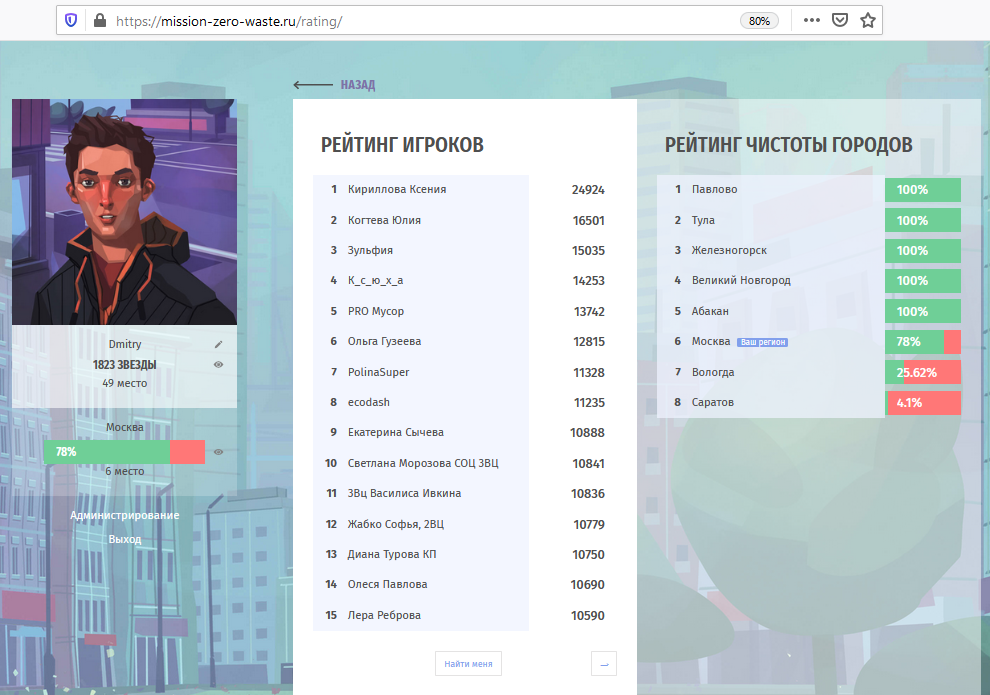 https://mission-zero-waste.ru/rating/
80%
НАЗАД
Dmitry
1823 ЗВЕЗДЫ
49 место
Москва
78%
6 место
Администрирование
Выход
РЕЙТИНГ ИГРОКОВ
1 Кириллова Ксения 24924
2 Когтева Юлия 16501
3 Зульфия 15035
4 К_с_ю_х_а 14253
5 PRO Мусор 13742
6 Ольга Гузеева 12815
7 PolinaSuper 11328
8 ecodash 11235
9 Екатерина Сычева 10888
10 Светлана Морозова СОЦ 3ВЦ 10841
11 3Вц Василиса Ивкина 10836
12 Жабко Софья, 2ВЦ 10779
13 Диана Турова КП 10750
14 Олеся Павлова 10690
15 Лера Реброва 10590
Найти меня
РЕЙТИНГ ЧИСТОТЫ ГОРОДОВ
1 Павлово 100%
2 Тула 100%
3 Железногорск 100%
4 Великий Новгород 100%
5 Абакан 100%
6 Москва Ваш регион 78%
7 Вологда 25.62%
8 Саратов 4.1%